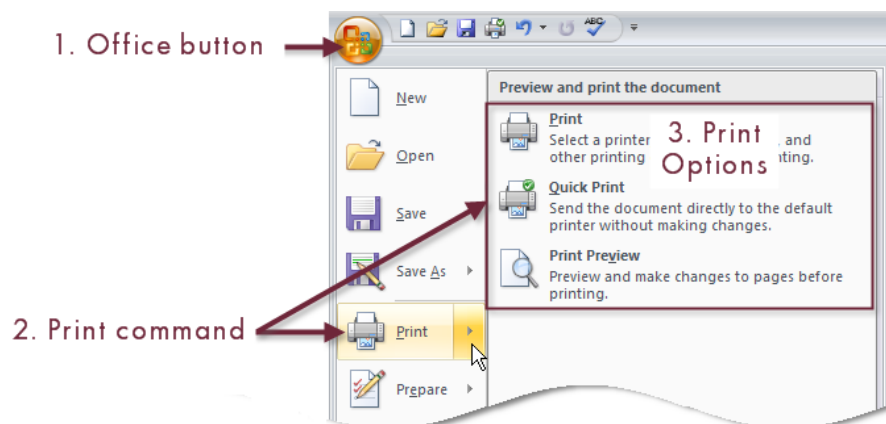 ABC
1. Office button
Preview and print the document
New
Print
Select a printer
, and
other printing
ting.
3. Print
Options
Open
Quick Print
Send the document directly to the default
printer without making changes.
Save
Print Preview
Preview and make changes to pages before
printing.
Save As
2. Print command
Print
Prepare